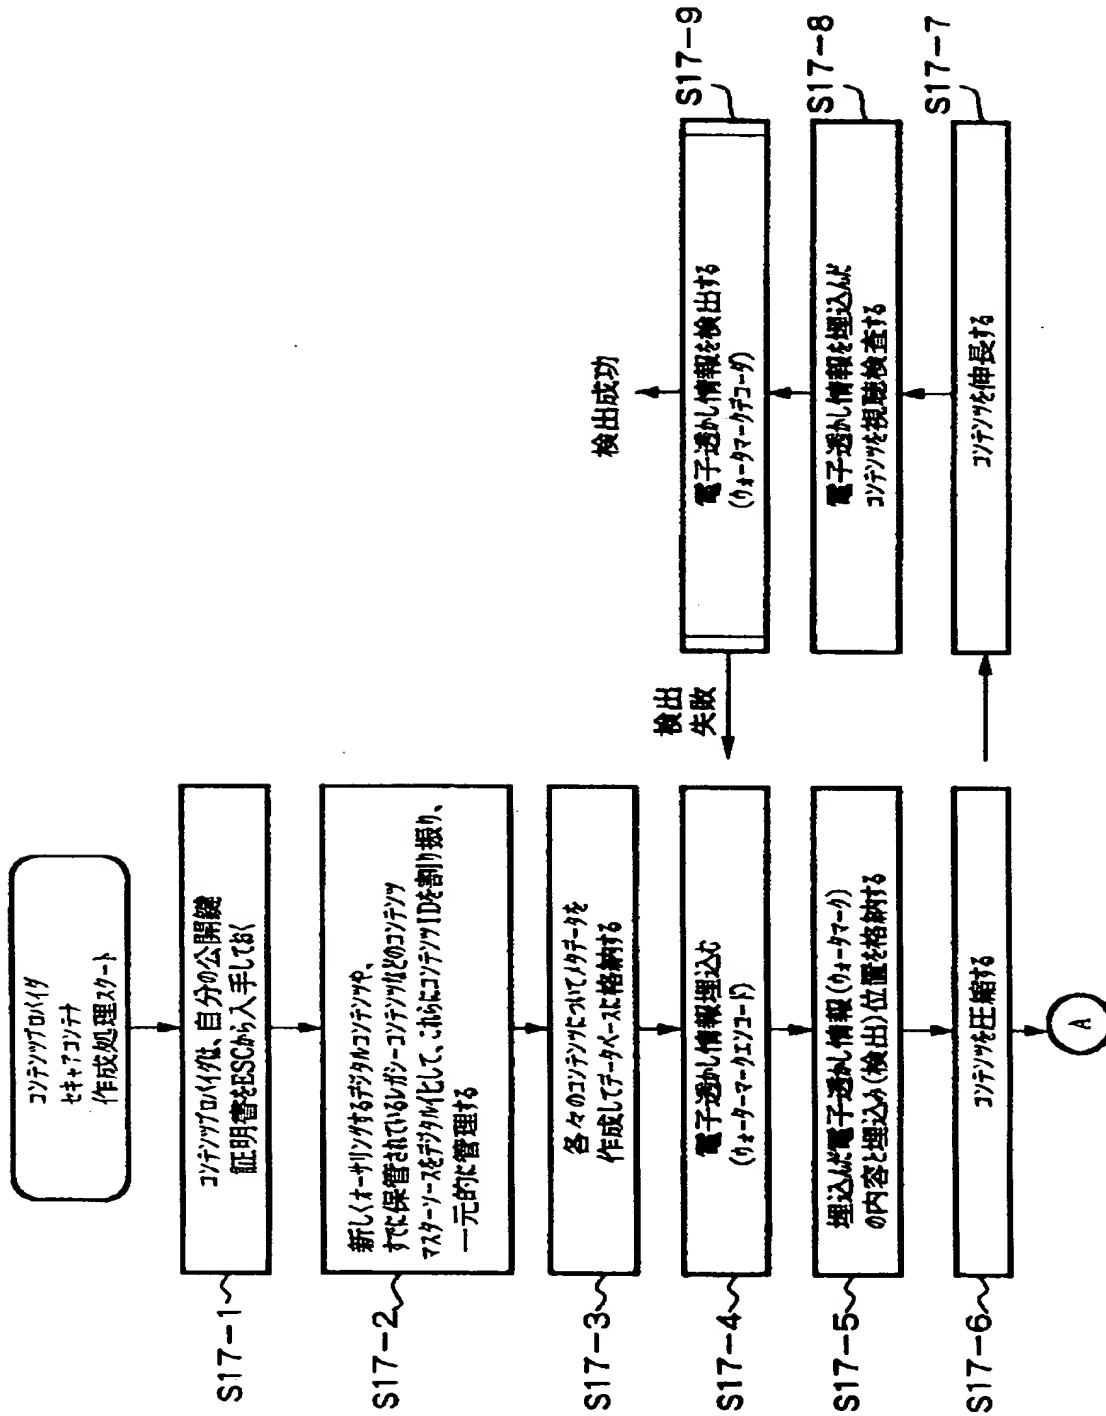 コンテンツプロバイダ
セキュアコンテナ
作成処理スタート
S17-1
コンテンツプロバイダは、自分の公開鍵
証明書をESCから入手しておく
S17-2
新しくオーサリングするデジタルコンテンツや、
すでに保管されているレガシーコンテンツなどのコンテンツ
マスターソースをデジタル化して、これらにコンテンツIDを割り振り、
一元的に管理する
S17-3
各々のコンテンツについてメタデータを
作成してデータベースに格納する
S17-4
電子透かし情報埋込む
(ウォーターマークエンコード)
S17-5
埋込んだ電子透かし情報(ウォータマーク)
の内容と埋込み(検出)位置を格納する
S17-6
コンテンツを圧縮する
A
S17-7
コンテンツを伸長する
S17-8
電子透かし情報を埋込んだ
コンテンツを視聴検査する
S17-9
電子透かし情報を検出する
(ウォータマークデコーダ)
検出成功
検出
失敗